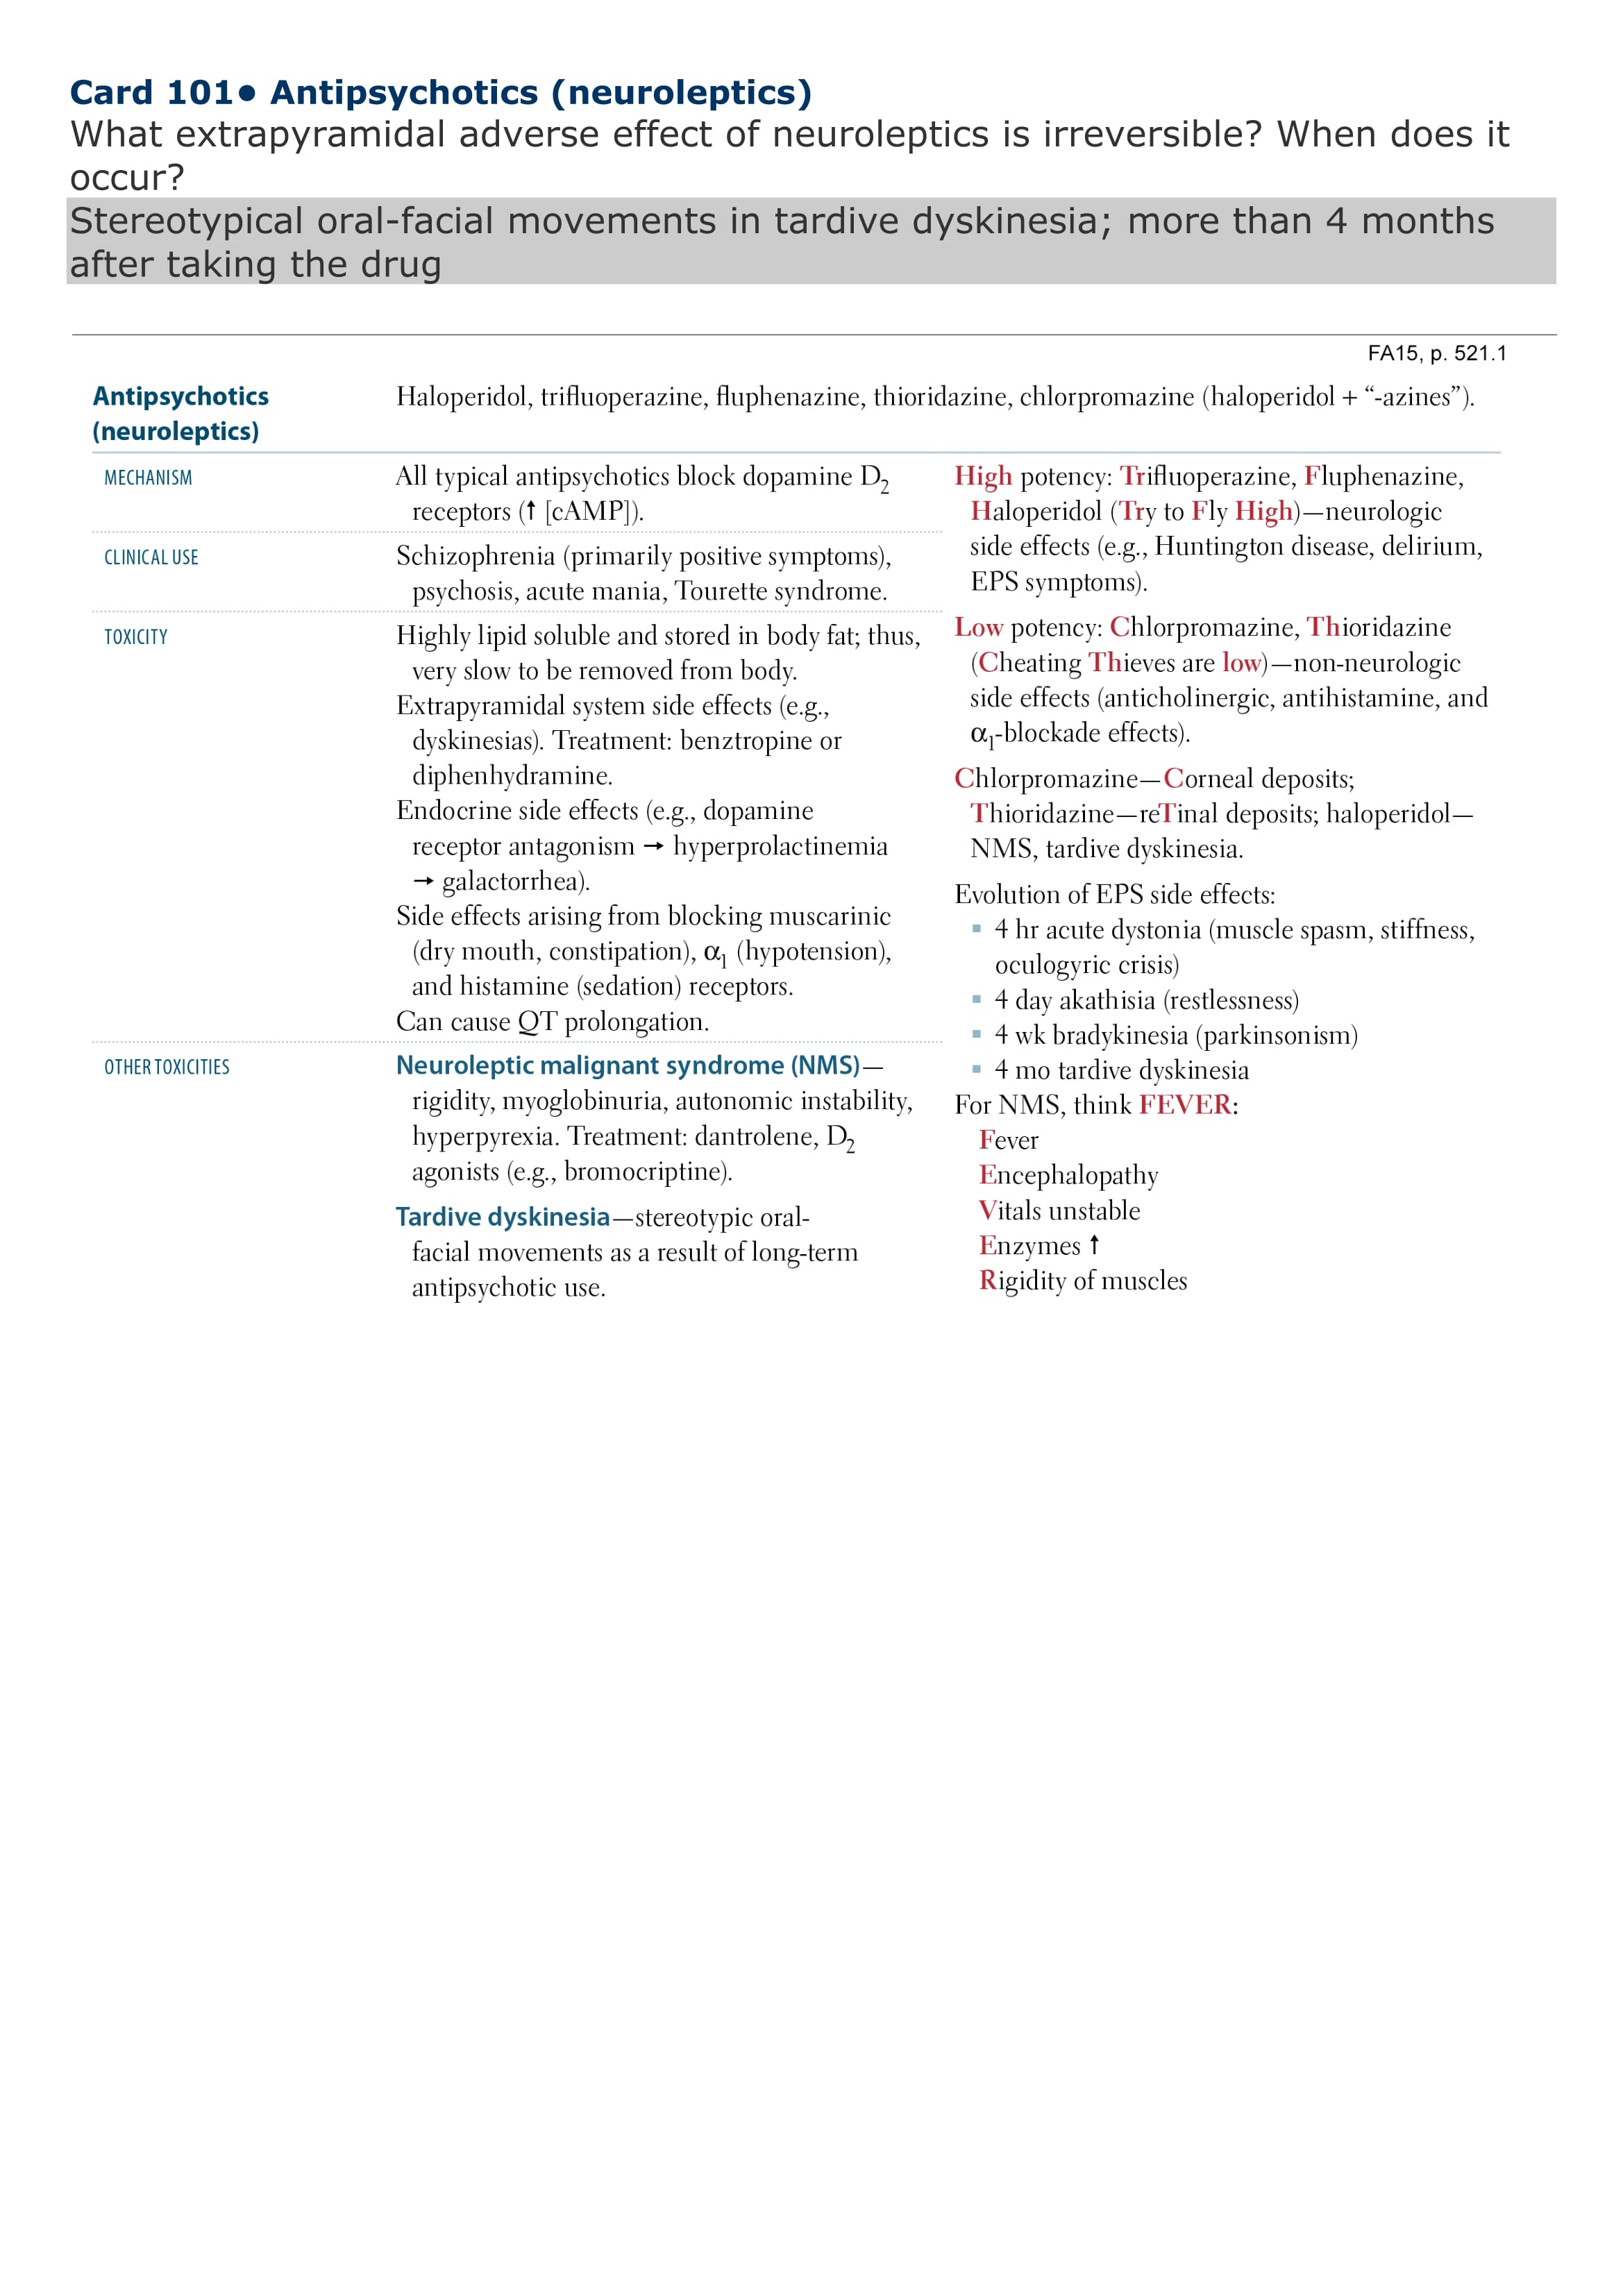 Card 101• Antipsychotics (neuroleptics)
What extrapyramidal adverse effect of neuroleptics is irreversible? When does it
occur?
Stereotypical oral-facial movements in tardive dyskinesia; more than 4 months
after taking the drug
FA15, p. 521.1
Antipsychotics
(neuroleptics)
Haloperidol, trifluoperazine, fluphenazine, thioridazine, chlorpromazine (haloperidol + “-azines”).
MECHANISM
All typical antipsychotics block dopamine D2
receptors (↑ [cAMP]).
CLINICAL USE
Schizophrenia (primarily positive symptoms),
psychosis, acute mania, Tourette syndrome.
TOXICITY
Highly lipid soluble and stored in body fat; thus,
very slow to be removed from body.
Extrapyramidal system side effects (e.g.,
dyskinesias). Treatment: benztropine or
diphenhydramine.
Endocrine side effects (e.g., dopamine
receptor antagonism → hyperprolactinemia
→ galactorrhea).
Side effects arising from blocking muscarinic
(dry mouth, constipation), α1 (hypotension),
and histamine (sedation) receptors.
Can cause QT prolongation.
OTHER TOXICITIES
Neuroleptic malignant syndrome (NMS)—
rigidity, myoglobinuria, autonomic instability,
hyperpyrexia. Treatment: dantrolene, D2
agonists (e.g., bromocriptine).
Tardive dyskinesia—stereotypic oral-
facial movements as a result of long-term
antipsychotic use.
High potency: Trifluoperazine, Fluphenazine,
Haloperidol (Try to Fly High)—neurologic
side effects (e.g., Huntington disease, delirium,
EPS symptoms).
Low potency: Chlorpromazine, Thioridazine
(Cheating Thieves are low)—non-neurologic
side effects (anticholinergic, antihistamine, and
α1-blockade effects).
Chlorpromazine—Corneal deposits;
Thioridazine—reTinal deposits; haloperidol—
NMS, tardive dyskinesia.
Evolution of EPS side effects:
▪ 4 hr acute dystonia (muscle spasm, stiffness,
oculogyric crisis)
▪ 4 day akathisia (restlessness)
▪ 4 wk bradykinesia (parkinsonism)
▪ 4 mo tardive dyskinesia
For NMS, think FEVER:
Fever
Encephalopathy
Vitals unstable
Enzymes ↑
Rigidity of muscles